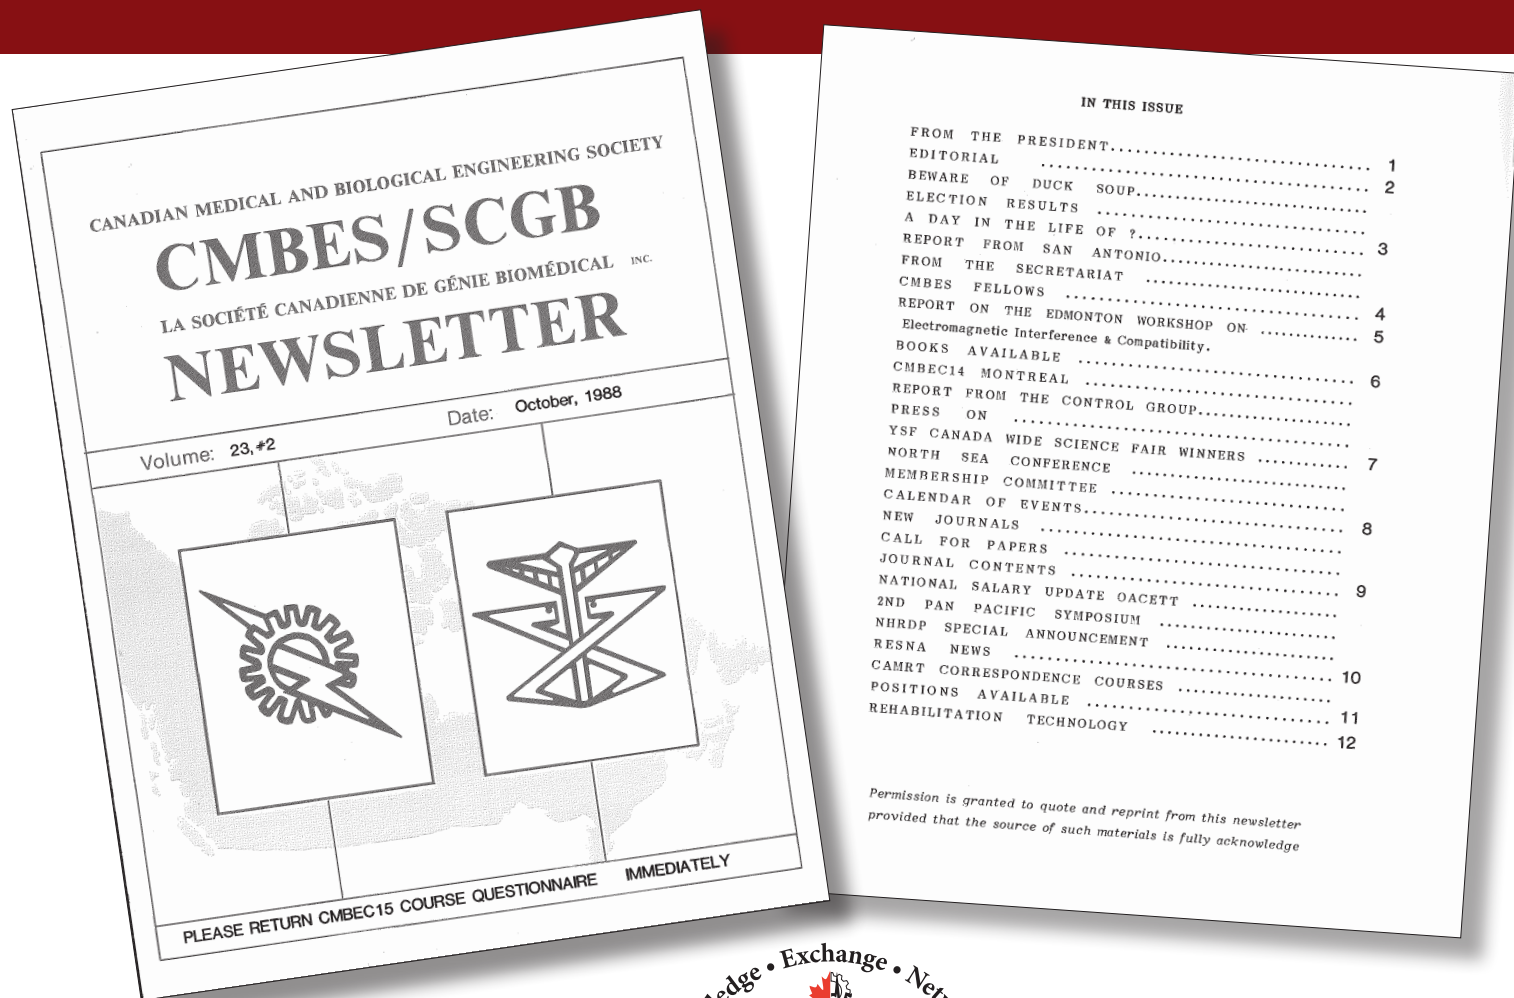 CANADIAN MEDICAL AND BIOLOGICAL ENGINEERING SOCIETY
CMBES/SCGB
LA SOCIÉTÉ CANADIENNE DE GÉNIE BIOMÉDICAL INC.
NEWSLETTER
Volume: 23, #2 Date: October, 1988
PLEASE RETURN CMBEC15 COURSE QUESTIONNAIRE IMMEDIATELY
IN THIS ISSUE
FROM THE PRESIDENT.............................. 1
EDITORIAL ...................................... 2
BEWARE OF DUCK SOUP..........................
ELECTION RESULTS ..............................
A DAY IN THE LIFE OF ?.......................... 3
REPORT FROM SAN ANTONIO......................
FROM THE SECRETARIAT .........................
CMBES FELLOWS ................................. 4
REPORT ON THE EDMONTON WORKSHOP ON ........... 5
Electromagnetic Interference & Compatibility.
BOOKS AVAILABLE ............................... 6
CMBEC14 MONTREAL ..............................
REPORT FROM THE CONTROL GROUP.................
PRESS ON ......................................
YSF CANADA WIDE SCIENCE FAIR WINNERS ........... 7
NORTH SEA CONFERENCE .........................
MEMBERSHIP COMMITTEE .........................
CALENDAR OF EVENTS.............................. 8
NEW JOURNALS ..................................
CALL FOR PAPERS ...............................
JOURNAL CONTENTS .............................. 9
NATIONAL SALARY UPDATE OACETT .................
2ND PAN PACIFIC SYMPOSIUM .....................
NHRDP SPECIAL ANNOUNCEMENT ....................
RESNA NEWS .................................... 10
CAMRT CORRESPONDENCE COURSES ..................
POSITIONS AVAILABLE ........................... 11
REHABILITATION TECHNOLOGY ..................... 12
Permission is granted to quote and reprint from this newsletter
provided that the source of such materials is fully acknowledge
• Exchange •